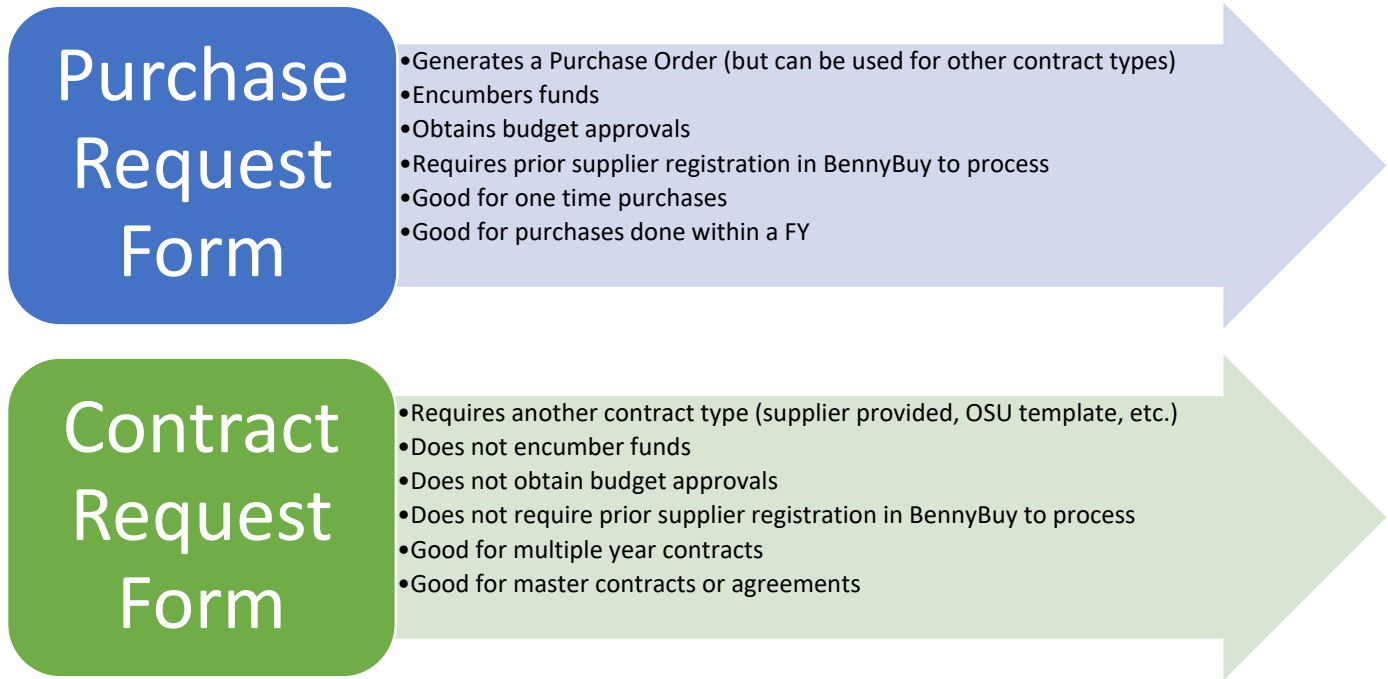 Purchase
Request
Form
•Generates a Purchase Order (but can be used for other contract types)
•Encumbers funds
•Obtains budget approvals
•Requires prior supplier registration in BennyBuy to process
•Good for one time purchases
•Good for purchases done within a FY
Contract
Request
Form
•Requires another contract type (supplier provided, OSU template, etc.)
•Does not encumber funds
•Does not obtain budget approvals
•Does not require prior supplier registration in BennyBuy to process
•Good for multiple year contracts
•Good for master contracts or agreements